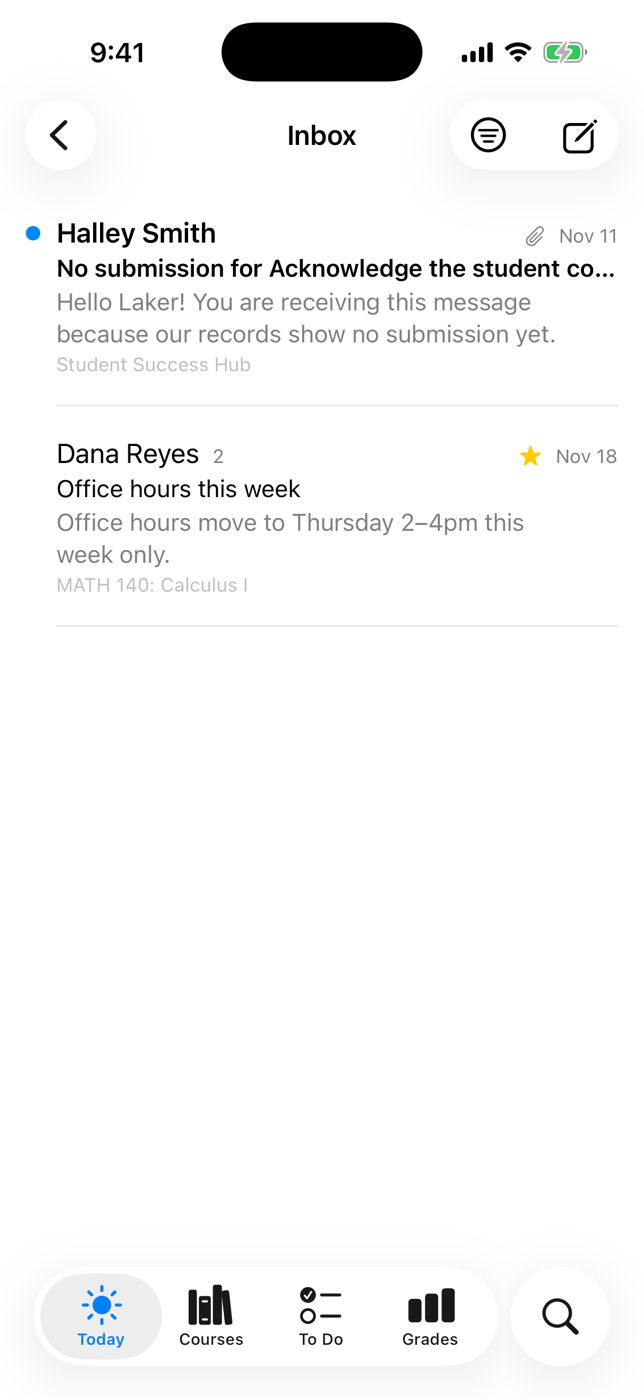 9:41
Inbox
Halley Smith
Nov 11
No submission for Acknowledge the student co...
Hello Laker! You are receiving this message
because our records show no submission yet.
Student Success Hub
Dana Reyes 2
Nov 18
Office hours this week
Office hours move to Thursday 2–4pm this
week only.
MATH 140: Calculus I
Today
Courses
To Do
Grades